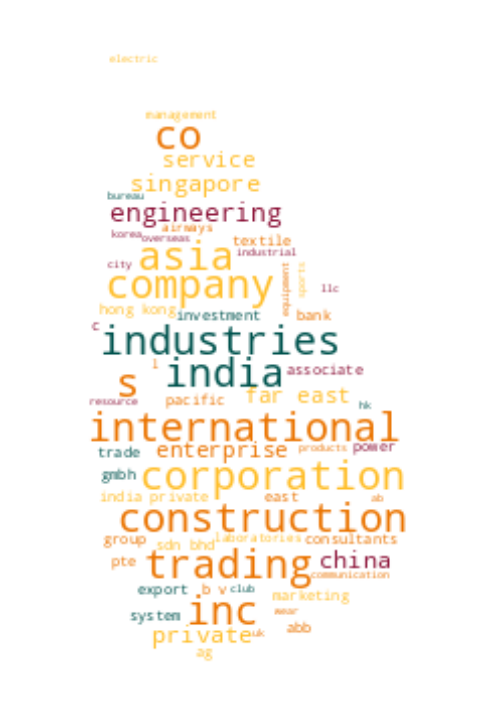 electric
management
co
service
singapore
bureau
engineering
airways
korea overseas textile
asia industrial
city
company equipment sports llc
hong kong investment bank
c
industries
l
india associate
s far east
resource pacific hk
international
trade enterprise products power
gmbh corporation
india private east ab
construction
group sdn bhd laboratories consultants
pte trading china
communication
export b v club marketing
system inc wear
private uk abb
ag